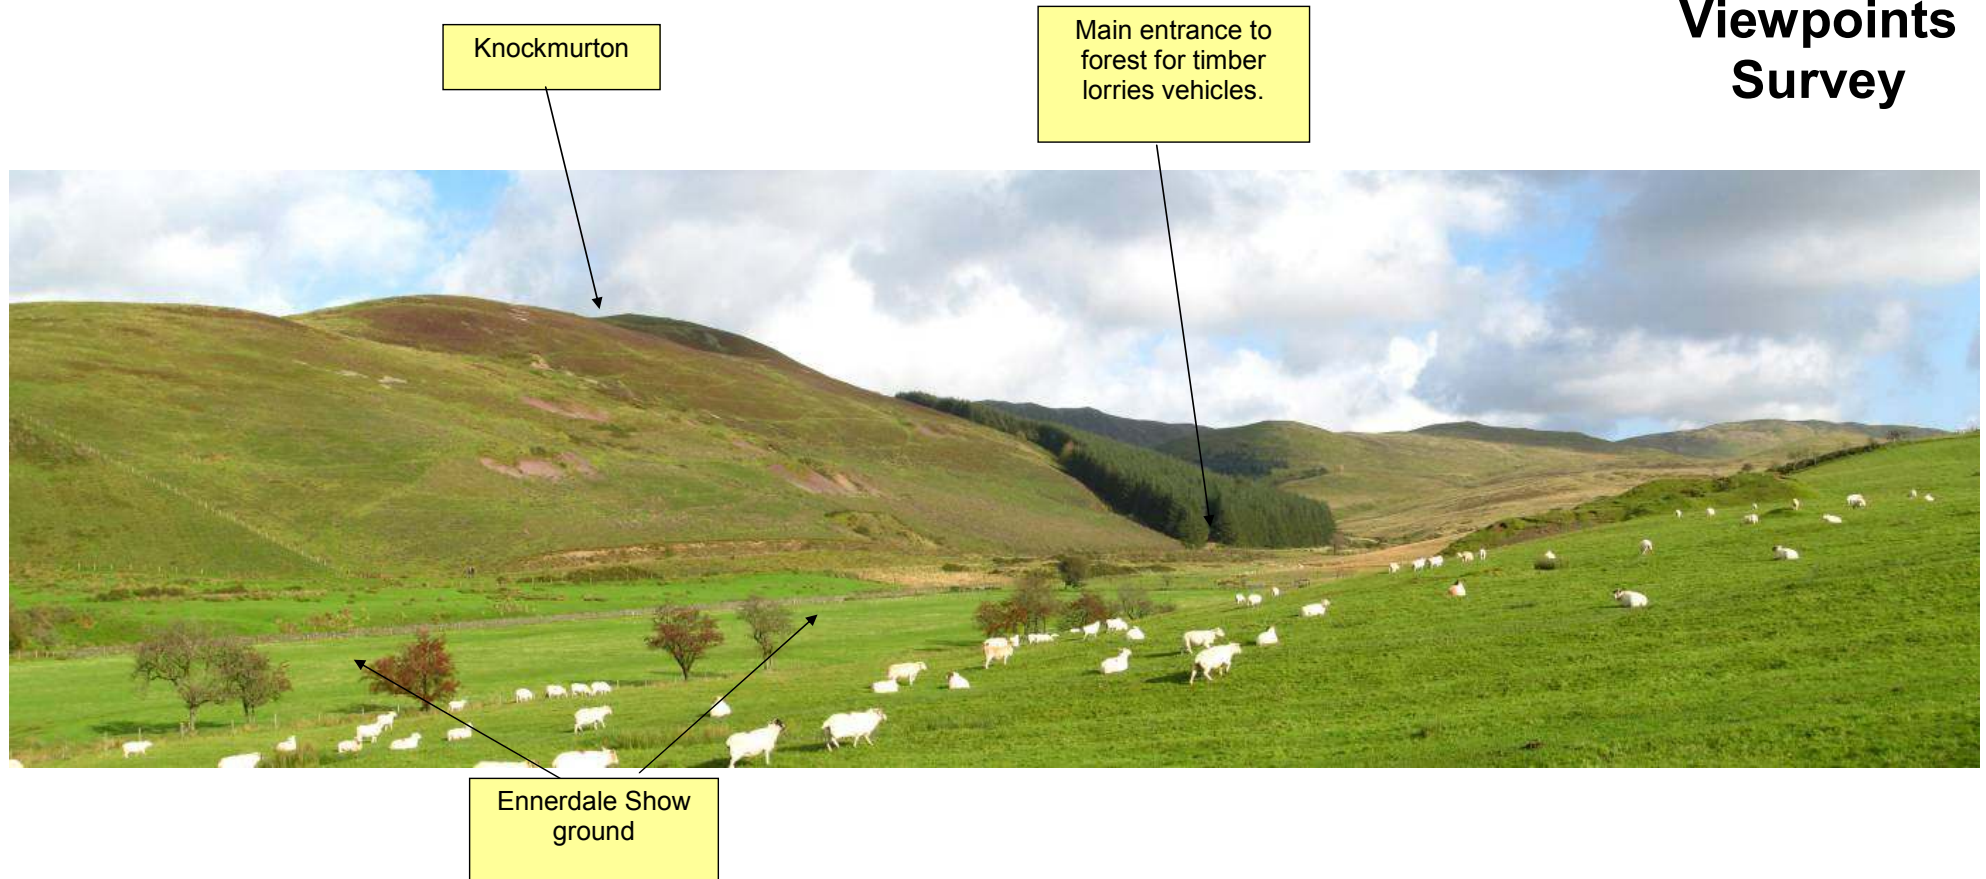 Viewpoints
Survey
Knockmurton
Main entrance to
forest for timber
lorries vehicles.
Ennerdale Show
ground